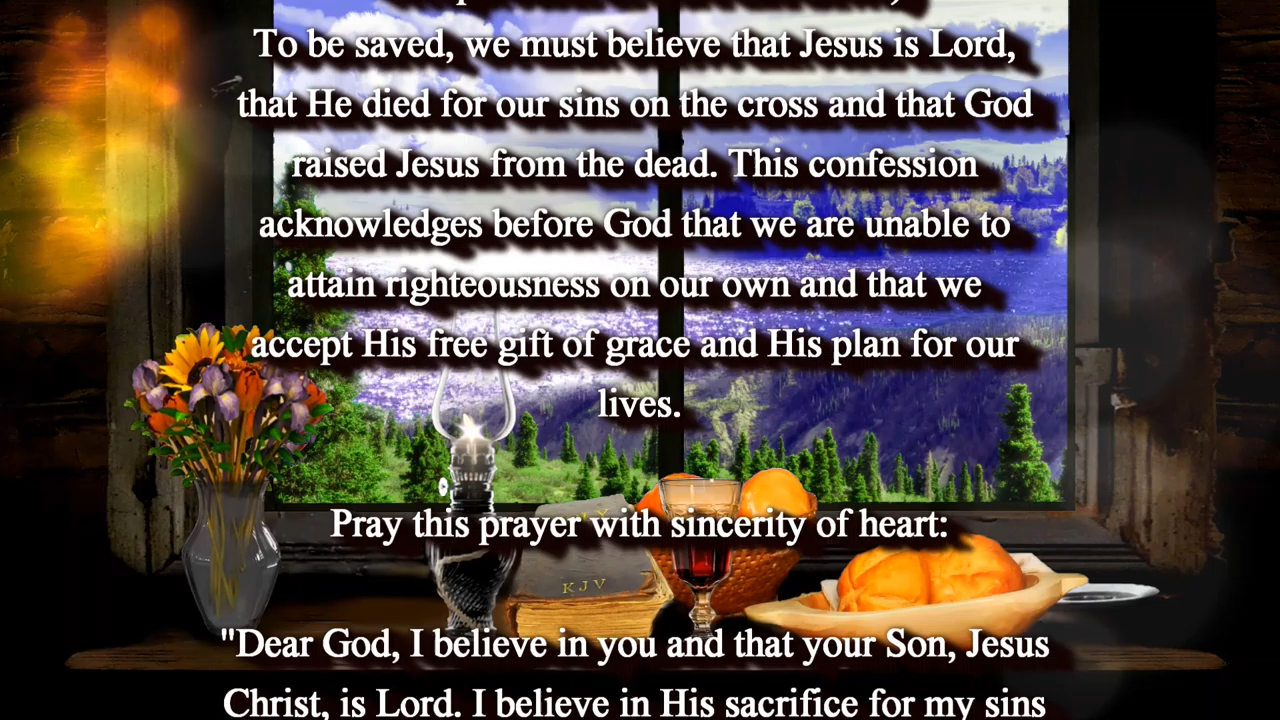 To be saved, we must believe that Jesus is Lord,
that He died for our sins on the cross and that God
raised Jesus from the dead. This confession
acknowledges before God that we are unable to
attain righteousness on our own and that we
accept His free gift of grace and His plan for our
lives.
Pray this prayer with sincerity of heart:
KJV
"Dear God, I believe in you and that your Son, Jesus
Christ, is Lord. I believe in His sacrifice for my sins